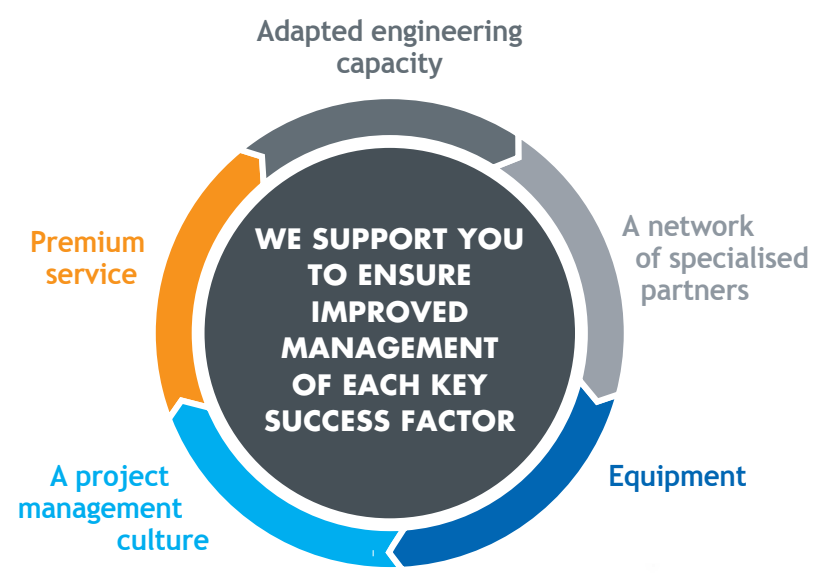 Adapted engineering
capacity
A network
of specialised
partners
Equipment
A project
management
culture
Premium
service
WE SUPPORT YOU
TO ENSURE
IMPROVED
MANAGEMENT
OF EACH KEY
SUCCESS FACTOR